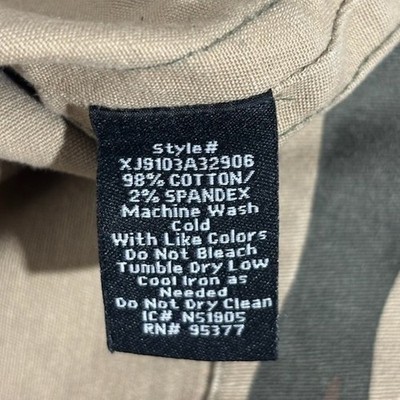 Style#
XJ9103A32906
98% COTTON/
2% SPANDEX
Machine Wash
Cold
With Like Colors
Do Not Bleach
Tumble Dry Low
Cool Iron as
Needed
Do Not Dry Clean
IC# N51905
RN# 95377